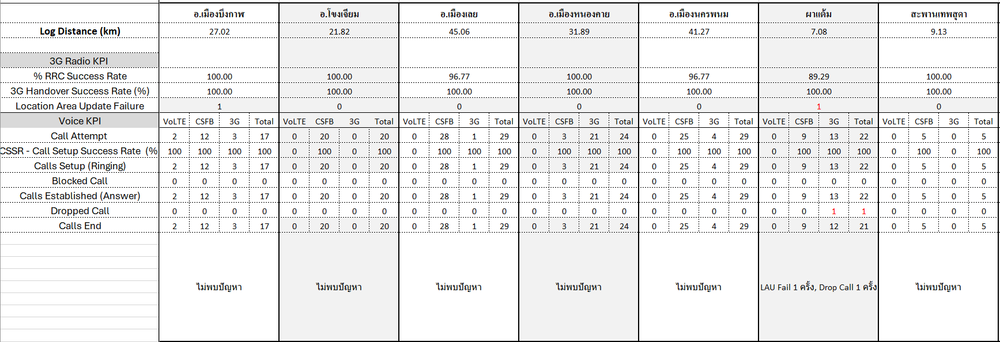 อ.เมืองบึงกาฬ อ.โขงเจียม อ.เมืองเลย อ.เมืองหนองคาย อ.เมืองนครพนม ผาแต้ม สะพานเทพสุดา
Log Distance (km) 27.02 21.82 45.06 31.89 41.27 7.08 9.13
3G Radio KPI
% RRC Success Rate 100.00 100.00 96.77 100.00 96.77 89.29 100.00
3G Handover Success Rate (%) 100.00 100.00 100.00 100.00 100.00 100.00 100.00
Location Area Update Failure 1 0 0 0 0 1 0
Voice KPI VoLTE CSFB 3G Total VoLTE CSFB 3G Total VoLTE CSFB 3G Total VoLTE CSFB 3G Total VoLTE CSFB 3G Total VoLTE CSFB 3G Total VoLTE CSFB 3G Total
Call Attempt 2 12 3 17 0 20 0 20 0 28 1 29 0 3 21 24 0 25 4 29 0 9 13 22 0 5 0 5
CSSR - Call Setup Success Rate (% 100 100 100 100 0 100 0 100 0 100 100 100 0 100 100 100 0 100 100 100 0 100 100 100 0 100 0 100
Calls Setup (Ringing) 2 12 3 17 0 20 0 20 0 28 1 29 0 3 21 24 0 25 4 29 0 9 13 22 0 5 0 5
Blocked Call 0 0 0 0 0 0 0 0 0 0 0 0 0 0 0 0 0 0 0 0 0 0 0 0 0 0 0 0
Calls Established (Answer) 2 12 3 17 0 20 0 20 0 28 1 29 0 3 21 24 0 25 4 29 0 9 13 22 0 5 0 5
Dropped Call 0 0 0 0 0 0 0 0 0 0 0 0 0 0 0 0 0 0 0 0 0 0 1 1 0 0 0 0
Calls End 2 12 3 17 0 20 0 20 0 28 1 29 0 3 21 24 0 25 4 29 0 9 12 21 0 5 0 5
ไม่พบปัญหา ไม่พบปัญหา ไม่พบปัญหา ไม่พบปัญหา ไม่พบปัญหา LAU Fail 1 ครั้ง, Drop Call 1 ครั้ง ไม่พบปัญหา